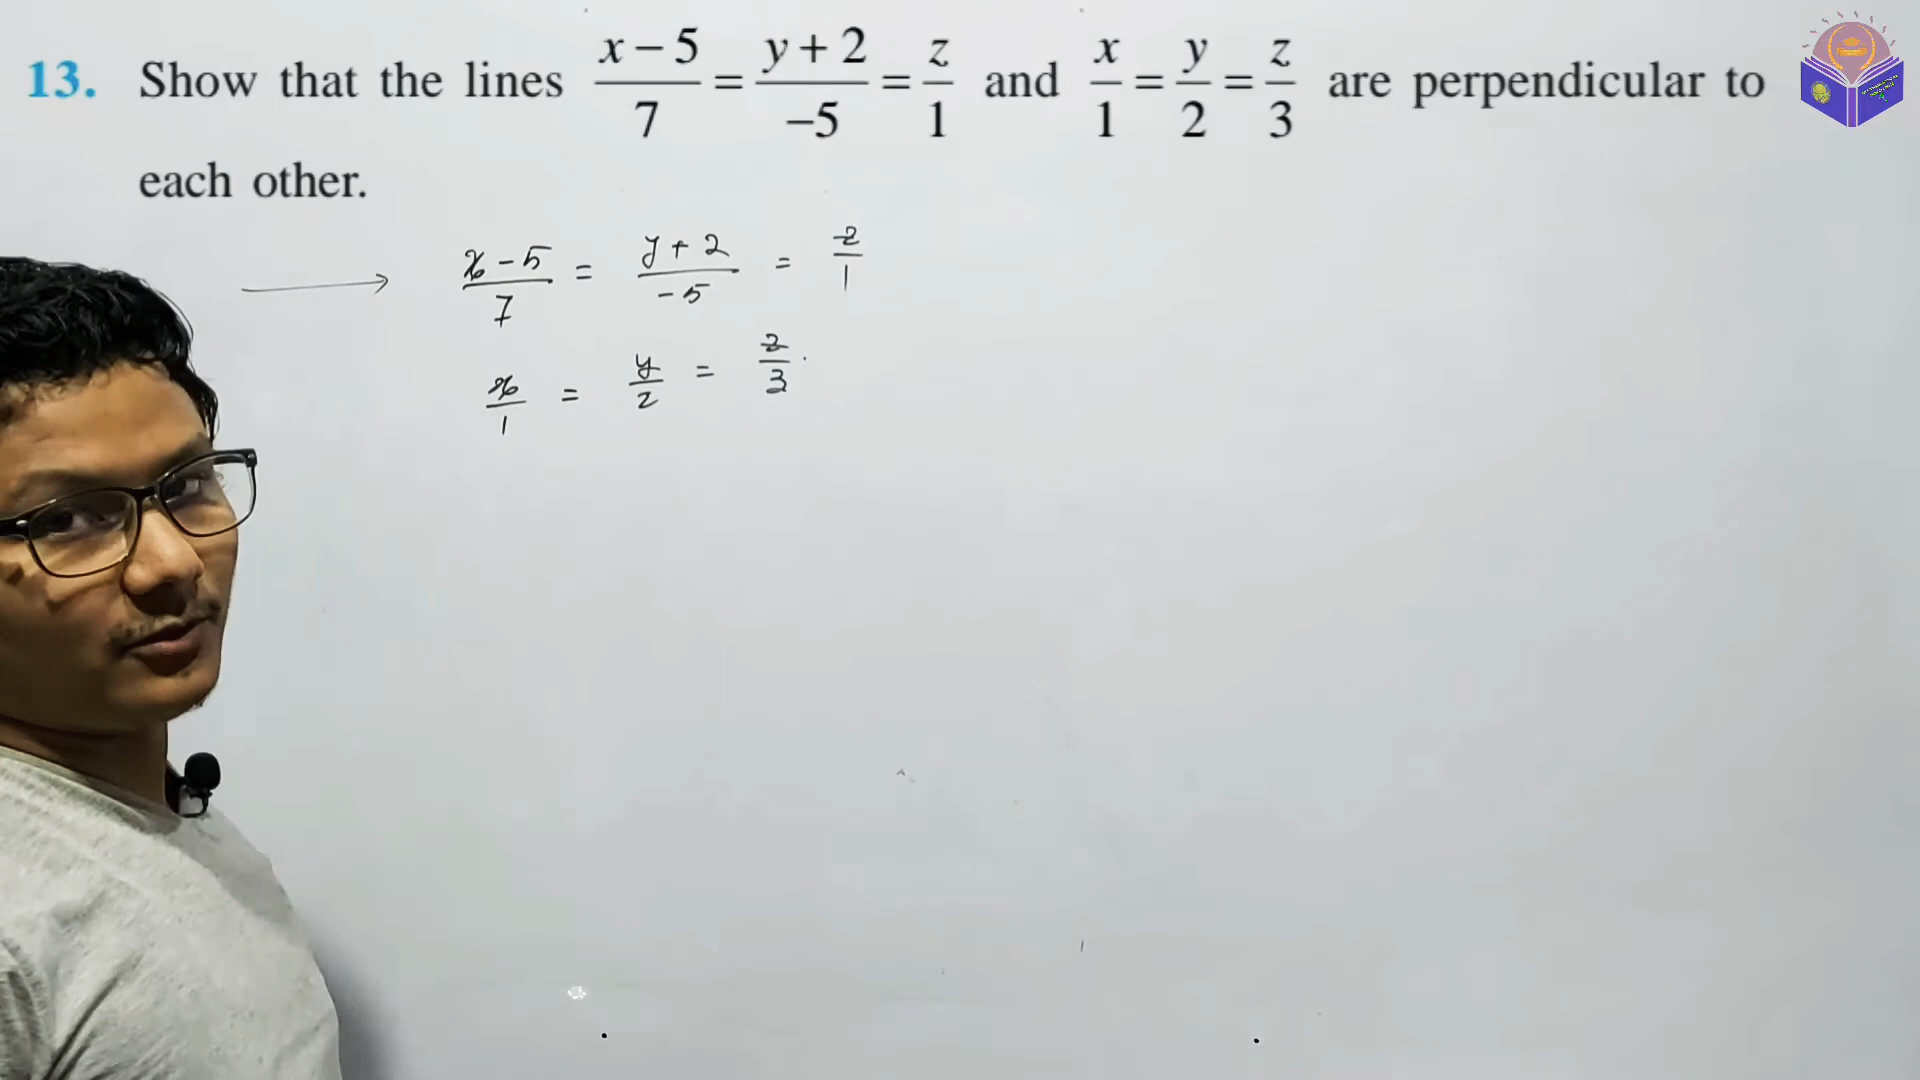 13. Show that the lines (x − 5)/7 = (y + 2)/−5 = z/1 and x/1 = y/2 = z/3 are perpendicular to
each other.
(x − 5)/7 = (y + 2)/−5 = z/1
x/1 = y/2 = z/3.